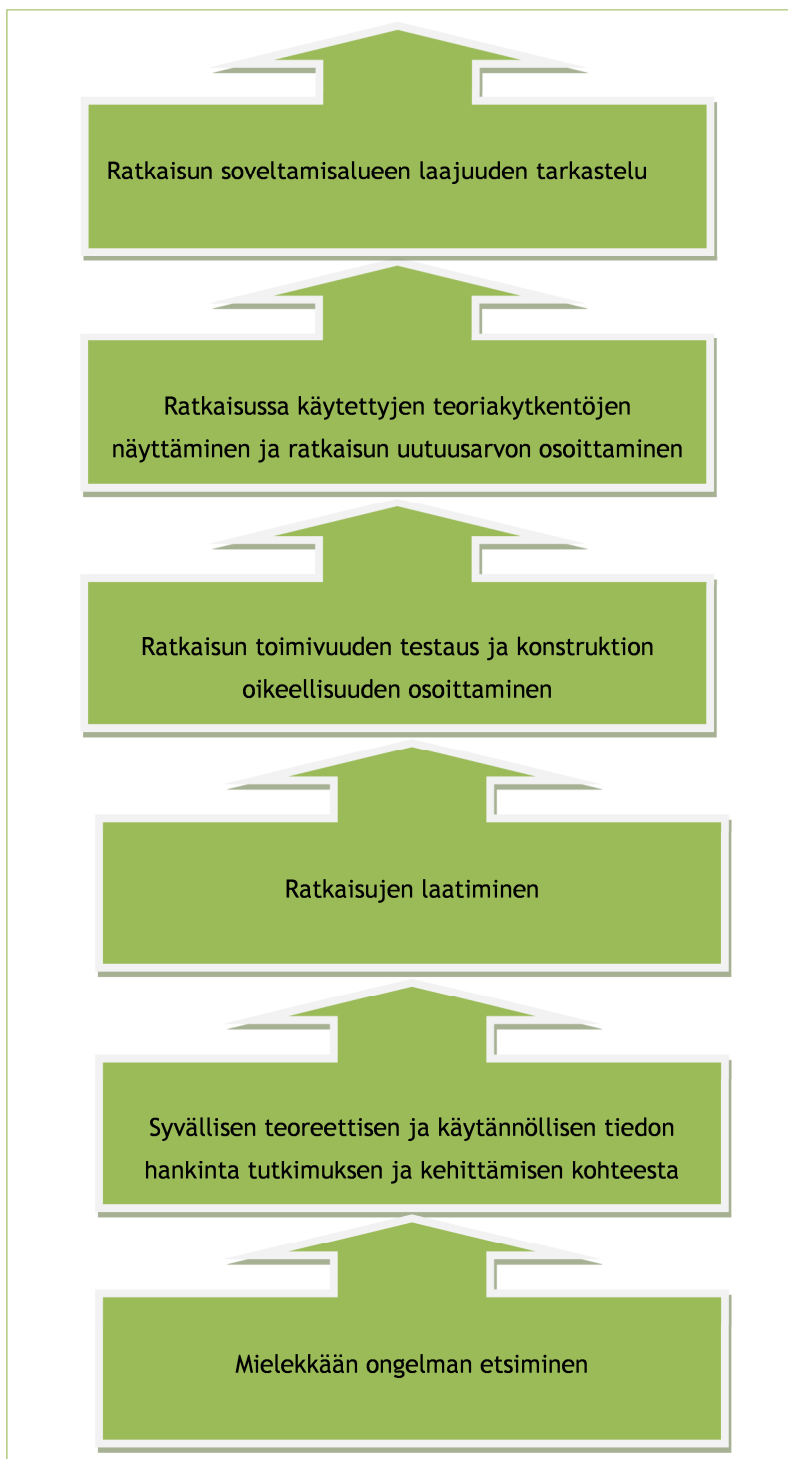 Ratkaisun soveltamisalueen laajuuden tarkastelu
Ratkaisussa käytettyjen teoriakytkentöjen
näyttäminen ja ratkaisun uutuusarvon osoittaminen
Ratkaisun toimivuuden testaus ja konstruktion
oikeellisuuden osoittaminen
Ratkaisujen laatiminen
Syvällisen teoreettisen ja käytännöllisen tiedon
hankinta tutkimuksen ja kehittämisen kohteesta
Mielekkään ongelman etsiminen